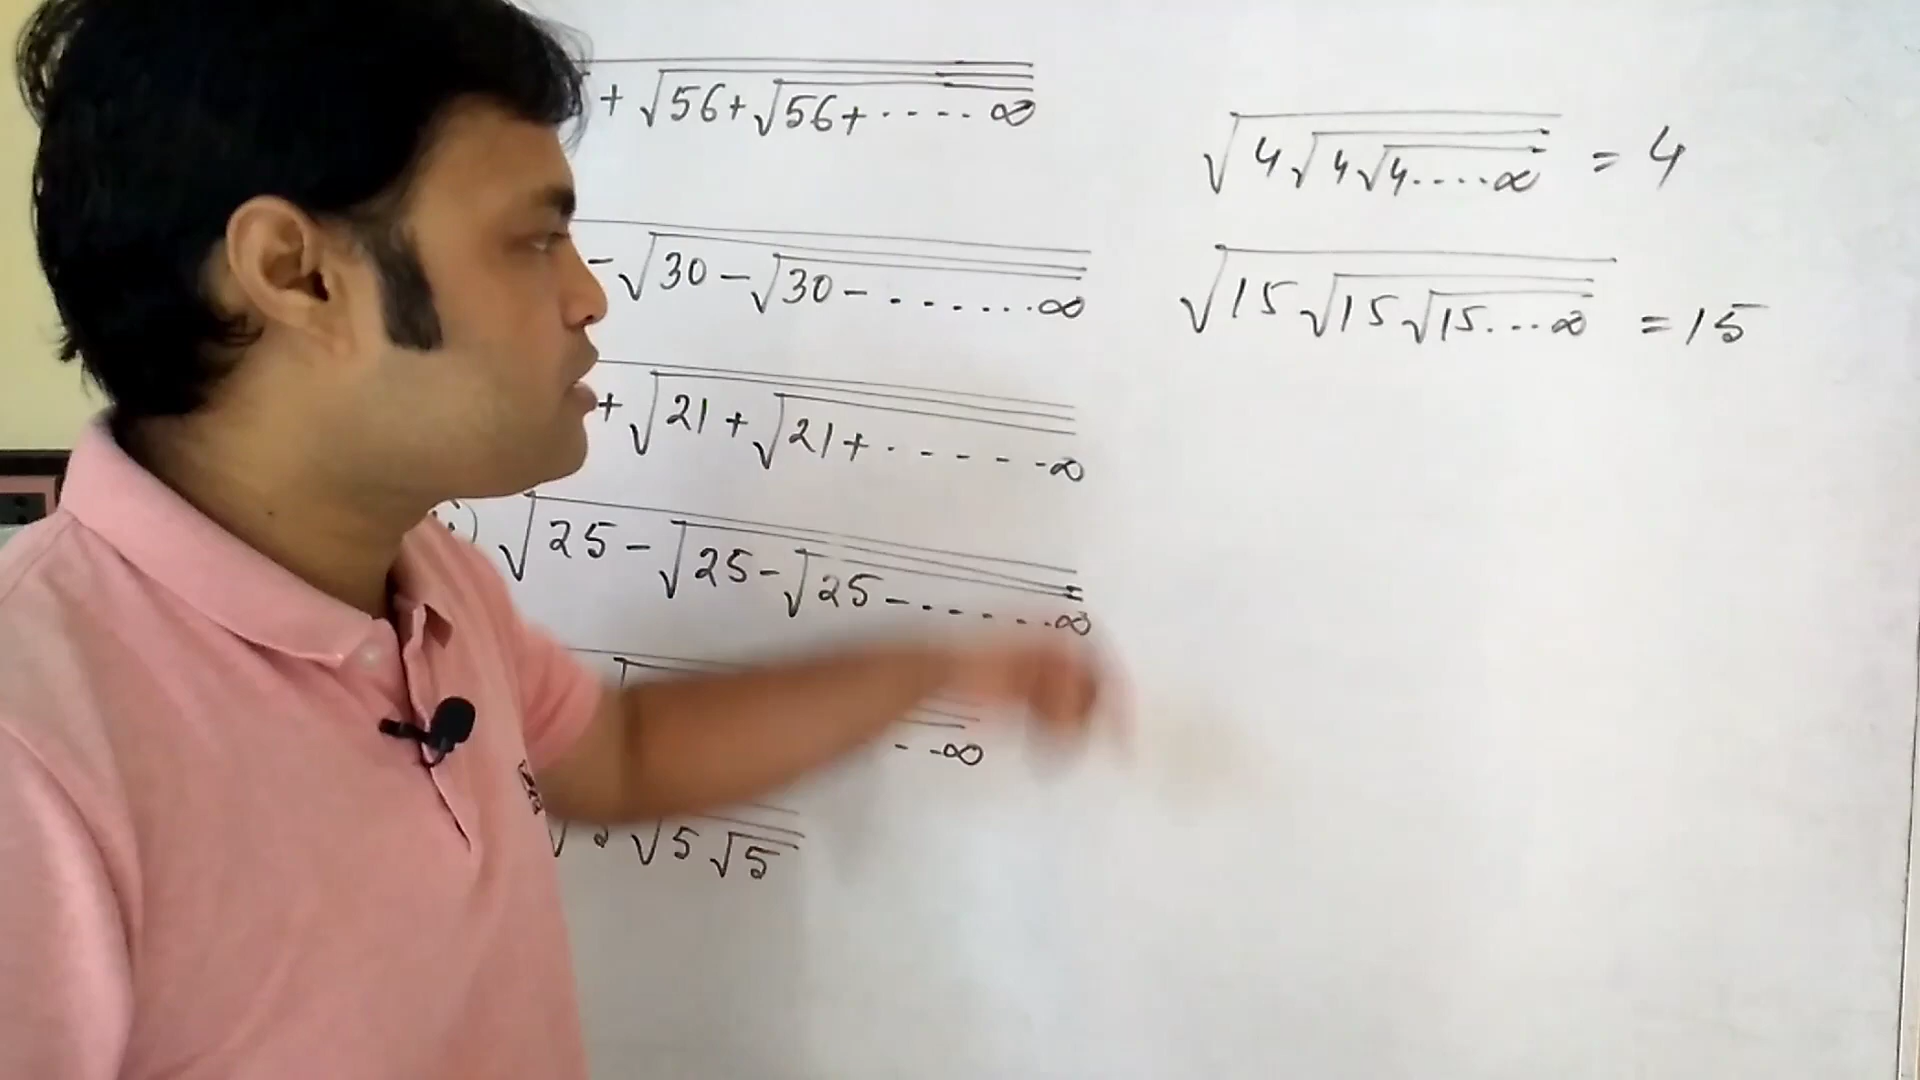 + √56+√56+ ····· ∞
- √30 - √30 - ······ ∞
+ √21 + √21 + · - - - - ∞
i) √25 - √25 - √25 - · - - - · ∞
- - ∞
√5 √5
√4√4√4····∞ = 4
√15√15√15...∞ = 15